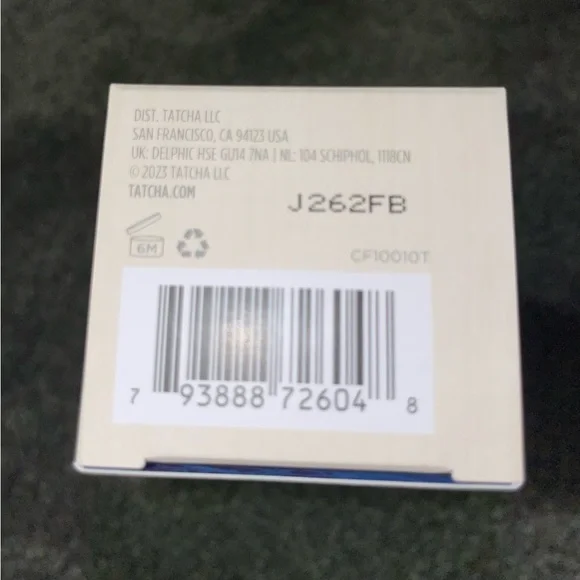 DIST. TATCHA LLC
SAN FRANCISCO, CA 94123 USA
UK: DELPHIC HSE GU14 7NA | NL: 104 SCHIPHOL, 1118CN
© 2023 TATCHA LLC
TATCHA.COM
J262FB
6M
CF10010T
7 93888 72604 8